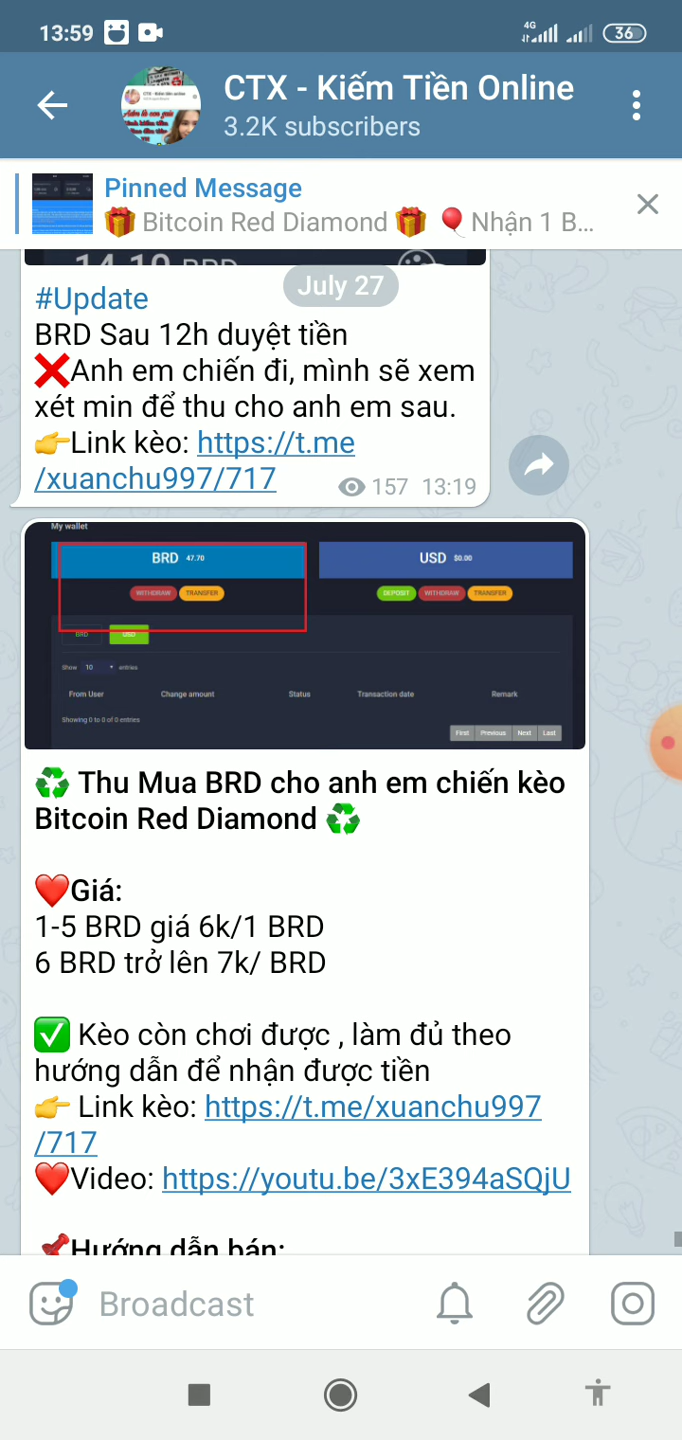 13:59
4G
36
CTX - Kiếm Tiền Online
3.2K subscribers
Pinned Message
🎁 Bitcoin Red Diamond 🎁 🎈 Nhận 1 B...
July 27
#Update
BRD Sau 12h duyệt tiền
❌Anh em chiến đi, mình sẽ xem
xét min để thu cho anh em sau.
👉Link kèo: https://t.me
/xuanchu997/717
157 13:19
My wallet
BRD 47.70
USD $0.00
WITHDRAW TRANSFER
DEPOSIT WITHDRAW TRANSFER
BRD USD
Show 10 entries
From User Change amount Status Transaction date Remark
Showing 0 to 0 of 0 entries
First Previous Next Last
♻️ Thu Mua BRD cho anh em chiến kèo
Bitcoin Red Diamond ♻️
❤️Giá:
1-5 BRD giá 6k/1 BRD
6 BRD trở lên 7k/ BRD
✅ Kèo còn chơi được , làm đủ theo
hướng dẫn để nhận được tiền
👉 Link kèo: https://t.me/xuanchu997
/717
❤️Video: https://youtu.be/3xE394aSQjU
📌Hướng dẫn bán:
Broadcast